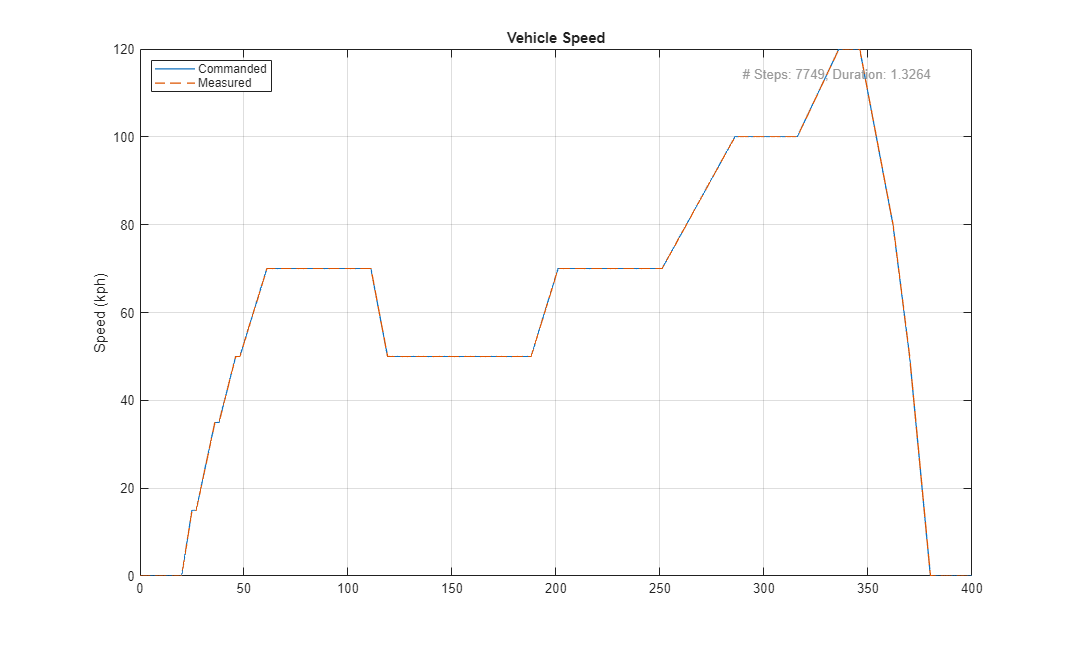 Vehicle Speed
120
Commanded
Measured
# Steps: 7749, Duration: 1.3264
100
80
60
40
20
0
Speed (kph)
0 50 100 150 200 250 300 350 400